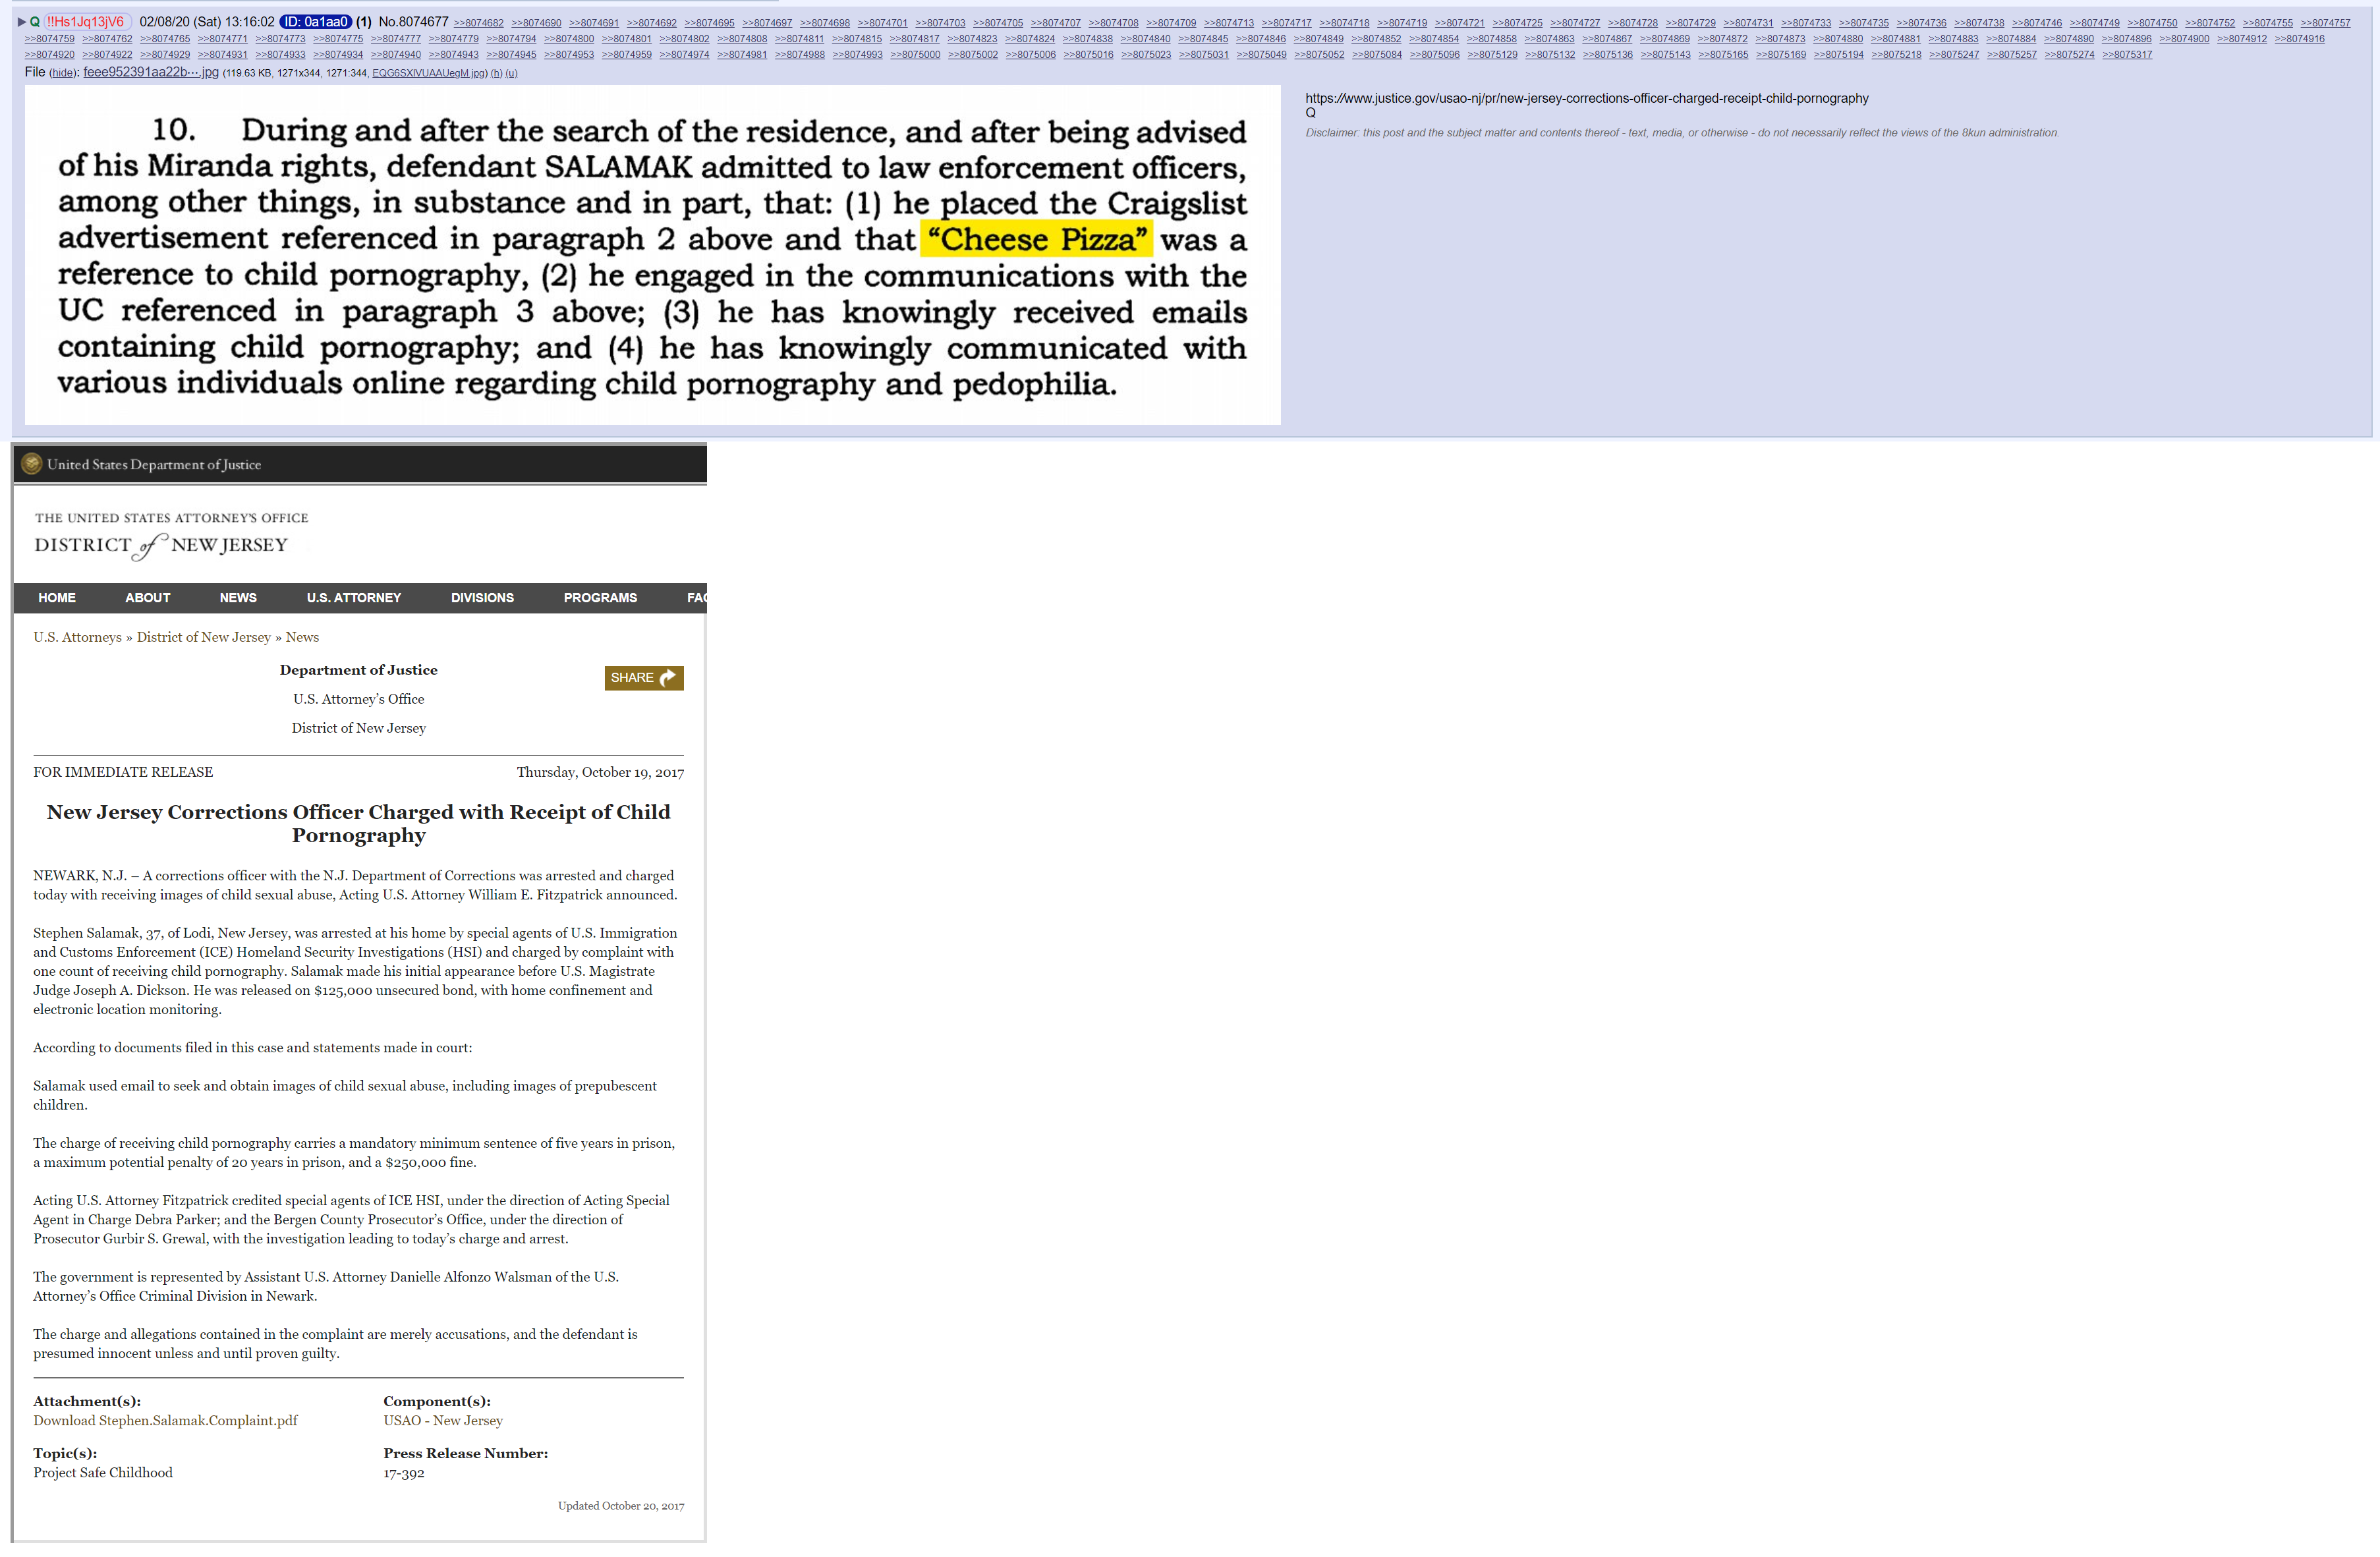 ▶ Q !!Hs1Jq13jV6 02/08/20 (Sat) 13:16:02 ID: 0a1aa0 (1) No.8074677 >>8074682 >>8074690 >>8074691 >>8074692 >>8074695 >>8074697 >>8074698 >>8074701 >>8074703 >>8074705 >>8074707 >>8074708 >>8074709 >>8074713 >>8074717 >>8074718 >>8074719 >>8074721 >>8074725 >>8074727 >>8074728 >>8074729 >>8074731 >>8074733 >>8074735 >>8074736 >>8074738 >>8074746 >>8074749 >>8074750 >>8074752 >>8074755 >>8074757
>>8074759 >>8074762 >>8074765 >>8074771 >>8074773 >>8074775 >>8074777 >>8074779 >>8074794 >>8074800 >>8074801 >>8074802 >>8074808 >>8074811 >>8074815 >>8074817 >>8074823 >>8074824 >>8074838 >>8074840 >>8074845 >>8074846 >>8074849 >>8074852 >>8074854 >>8074858 >>8074863 >>8074867 >>8074869 >>8074872 >>8074873 >>8074880 >>8074881 >>8074883 >>8074884 >>8074890 >>8074896 >>8074900 >>8074912 >>8074916
>>8074920 >>8074922 >>8074929 >>8074931 >>8074933 >>8074934 >>8074940 >>8074943 >>8074945 >>8074953 >>8074959 >>8074974 >>8074981 >>8074988 >>8074993 >>8075000 >>8075002 >>8075006 >>8075016 >>8075023 >>8075031 >>8075049 >>8075052 >>8075084 >>8075096 >>8075129 >>8075132 >>8075136 >>8075143 >>8075165 >>8075169 >>8075194 >>8075218 >>8075247 >>8075257 >>8075274 >>8075317
File (hide): feee952391aa22b⋯.jpg (119.63 KB, 1271x344, 1271:344, EQG6SXIVUAAUegM.jpg) (h) (u)
10. During and after the search of the residence, and after being advised
of his Miranda rights, defendant SALAMAK admitted to law enforcement officers,
among other things, in substance and in part, that: (1) he placed the Craigslist
advertisement referenced in paragraph 2 above and that “Cheese Pizza” was a
reference to child pornography, (2) he engaged in the communications with the
UC referenced in paragraph 3 above; (3) he has knowingly received emails
containing child pornography; and (4) he has knowingly communicated with
various individuals online regarding child pornography and pedophilia.
https://www.justice.gov/usao-nj/pr/new-jersey-corrections-officer-charged-receipt-child-pornography
Q
Disclaimer: this post and the subject matter and contents thereof - text, media, or otherwise - do not necessarily reflect the views of the 8kun administration.
United States Department of Justice
THE UNITED STATES ATTORNEY'S OFFICE
DISTRICT of NEW JERSEY
HOME ABOUT NEWS U.S. ATTORNEY DIVISIONS PROGRAMS FAQ
U.S. Attorneys » District of New Jersey » News
Department of Justice
SHARE
U.S. Attorney’s Office
District of New Jersey
FOR IMMEDIATE RELEASE Thursday, October 19, 2017
New Jersey Corrections Officer Charged with Receipt of Child
Pornography
NEWARK, N.J. – A corrections officer with the N.J. Department of Corrections was arrested and charged
today with receiving images of child sexual abuse, Acting U.S. Attorney William E. Fitzpatrick announced.
Stephen Salamak, 37, of Lodi, New Jersey, was arrested at his home by special agents of U.S. Immigration
and Customs Enforcement (ICE) Homeland Security Investigations (HSI) and charged by complaint with
one count of receiving child pornography. Salamak made his initial appearance before U.S. Magistrate
Judge Joseph A. Dickson. He was released on $125,000 unsecured bond, with home confinement and
electronic location monitoring.
According to documents filed in this case and statements made in court:
Salamak used email to seek and obtain images of child sexual abuse, including images of prepubescent
children.
The charge of receiving child pornography carries a mandatory minimum sentence of five years in prison,
a maximum potential penalty of 20 years in prison, and a $250,000 fine.
Acting U.S. Attorney Fitzpatrick credited special agents of ICE HSI, under the direction of Acting Special
Agent in Charge Debra Parker; and the Bergen County Prosecutor’s Office, under the direction of
Prosecutor Gurbir S. Grewal, with the investigation leading to today’s charge and arrest.
The government is represented by Assistant U.S. Attorney Danielle Alfonzo Walsman of the U.S.
Attorney’s Office Criminal Division in Newark.
The charge and allegations contained in the complaint are merely accusations, and the defendant is
presumed innocent unless and until proven guilty.
Attachment(s): Component(s):
Download Stephen.Salamak.Complaint.pdf USAO - New Jersey
Topic(s): Press Release Number:
Project Safe Childhood 17-392
Updated October 20, 2017